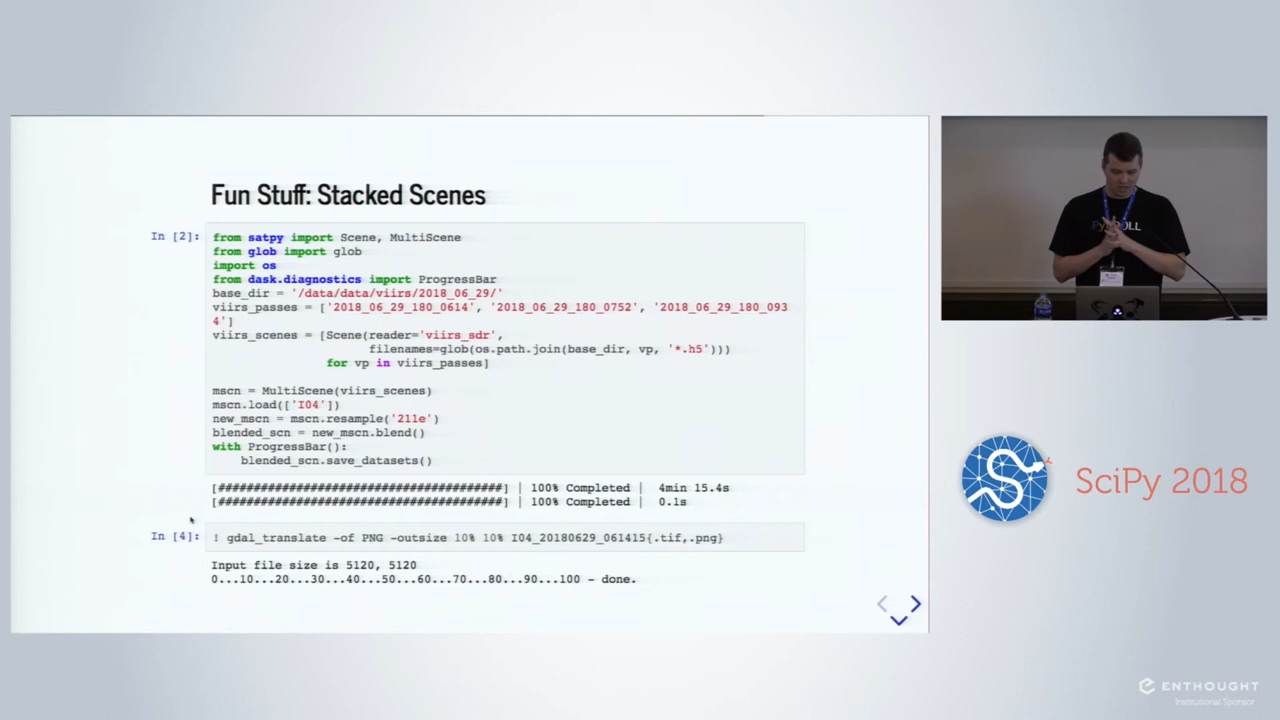 Fun Stuff: Stacked Scenes
In [2]:
from satpy import Scene, MultiScene
from glob import glob
import os
from dask.diagnostics import ProgressBar
base_dir = '/data/data/viirs/2018_06_29/'
viirs_passes = ['2018_06_29_180_0614', '2018_06_29_180_0752', '2018_06_29_180_093
4']
viirs_scenes = [Scene(reader='viirs_sdr',
filenames=glob(os.path.join(base_dir, vp, '*.h5')))
for vp in viirs_passes]
mscn = MultiScene(viirs_scenes)
mscn.load(['I04'])
new_mscn = mscn.resample('211e')
blended_scn = new_mscn.blend()
with ProgressBar():
blended_scn.save_datasets()
[########################################] | 100% Completed | 4min 15.4s
[########################################] | 100% Completed | 0.1s
In [4]:
! gdal_translate -of PNG -outsize 10% 10% I04_20180629_061415{.tif,.png}
Input file size is 5120, 5120
0...10...20...30...40...50...60...70...80...90...100 - done.
SciPy 2018
ENTHOUGHT
Institutional Sponsor